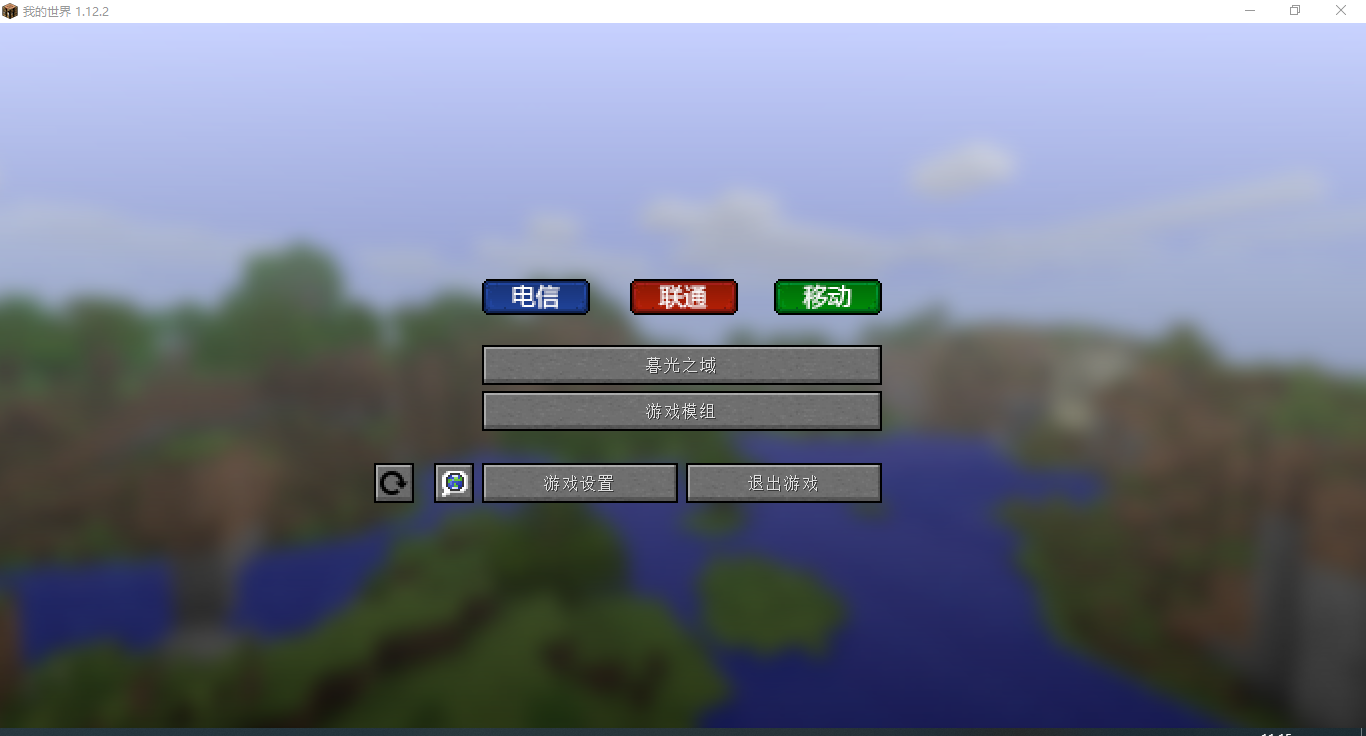 我的世界 1.12.2
电信
联通
移动
暮光之域
游戏模组
游戏设置
退出游戏